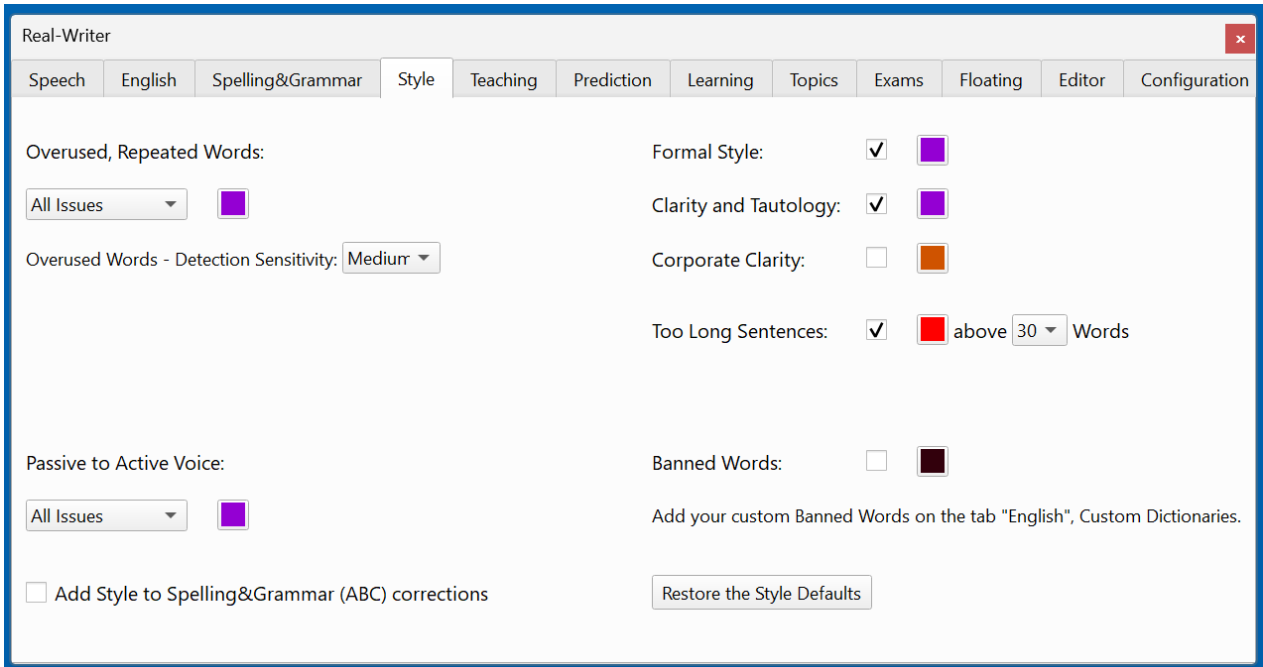 Real-Writer
Speech English Spelling&Grammar Style Teaching Prediction Learning Topics Exams Floating Editor Configuration
Overused, Repeated Words:
All Issues
Overused Words - Detection Sensitivity: Medium
Passive to Active Voice:
All Issues
Add Style to Spelling&Grammar (ABC) corrections
Formal Style:
Clarity and Tautology:
Corporate Clarity:
Too Long Sentences: above 30 Words
Banned Words:
Add your custom Banned Words on the tab "English", Custom Dictionaries.
Restore the Style Defaults